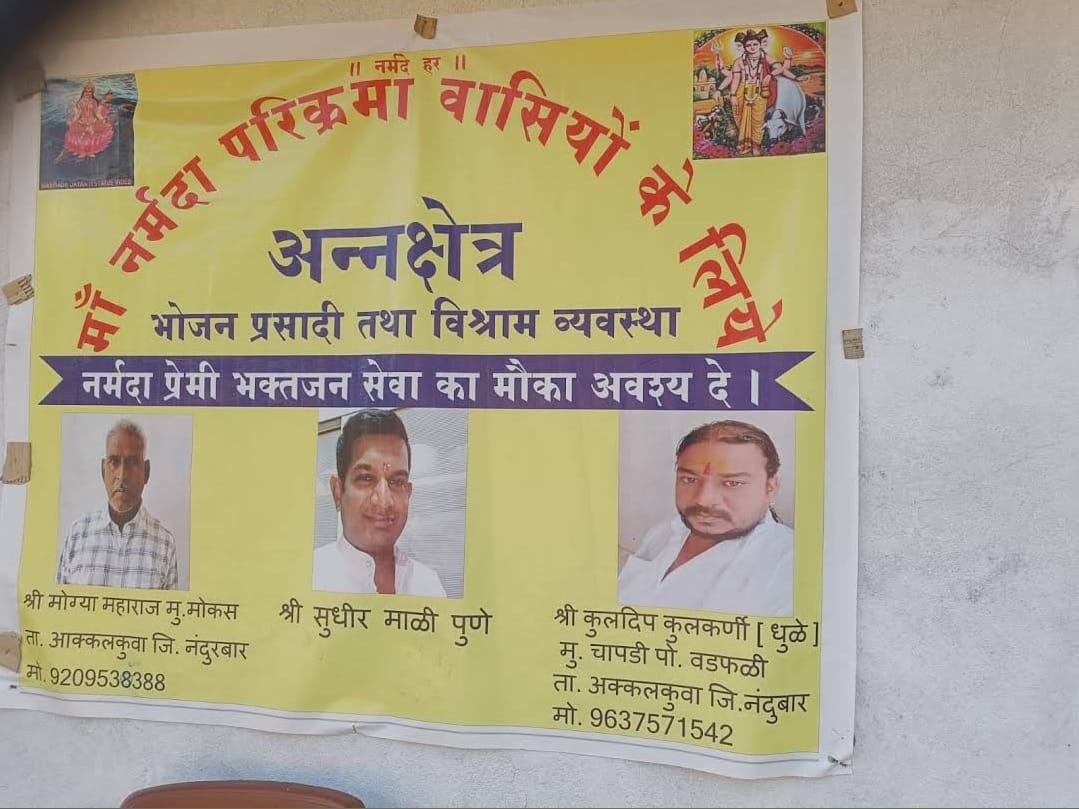 ॥ नर्मदे हर ॥
माँ नर्मदा परिक्रमा वासियों के लिये
अन्नक्षेत्र
भोजन प्रसादी तथा विश्राम व्यवस्था
नर्मदा प्रेमी भक्तजन सेवा का मौका अवश्य दे ।
श्री मोग्या महाराज मु.मोकस
ता. आक्कलकुवा जि. नंदुरबार
मो. 9209538388
श्री सुधीर माळी पुणे
श्री कुलदिप कुलकर्णी [ धुळे ]
मु. चापडी पो. वडफळी
ता. अक्कलकुवा जि.नंदुबार
मो. 9637571542